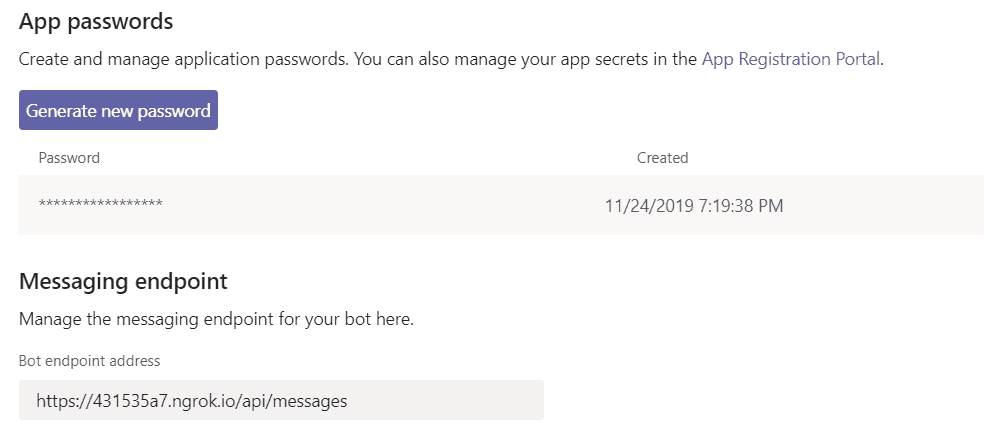 App passwords
Create and manage application passwords. You can also manage your app secrets in the App Registration Portal.
Generate new password
Password Created
***************** 11/24/2019 7:19:38 PM
Messaging endpoint
Manage the messaging endpoint for your bot here.
Bot endpoint address
https://431535a7.ngrok.io/api/messages